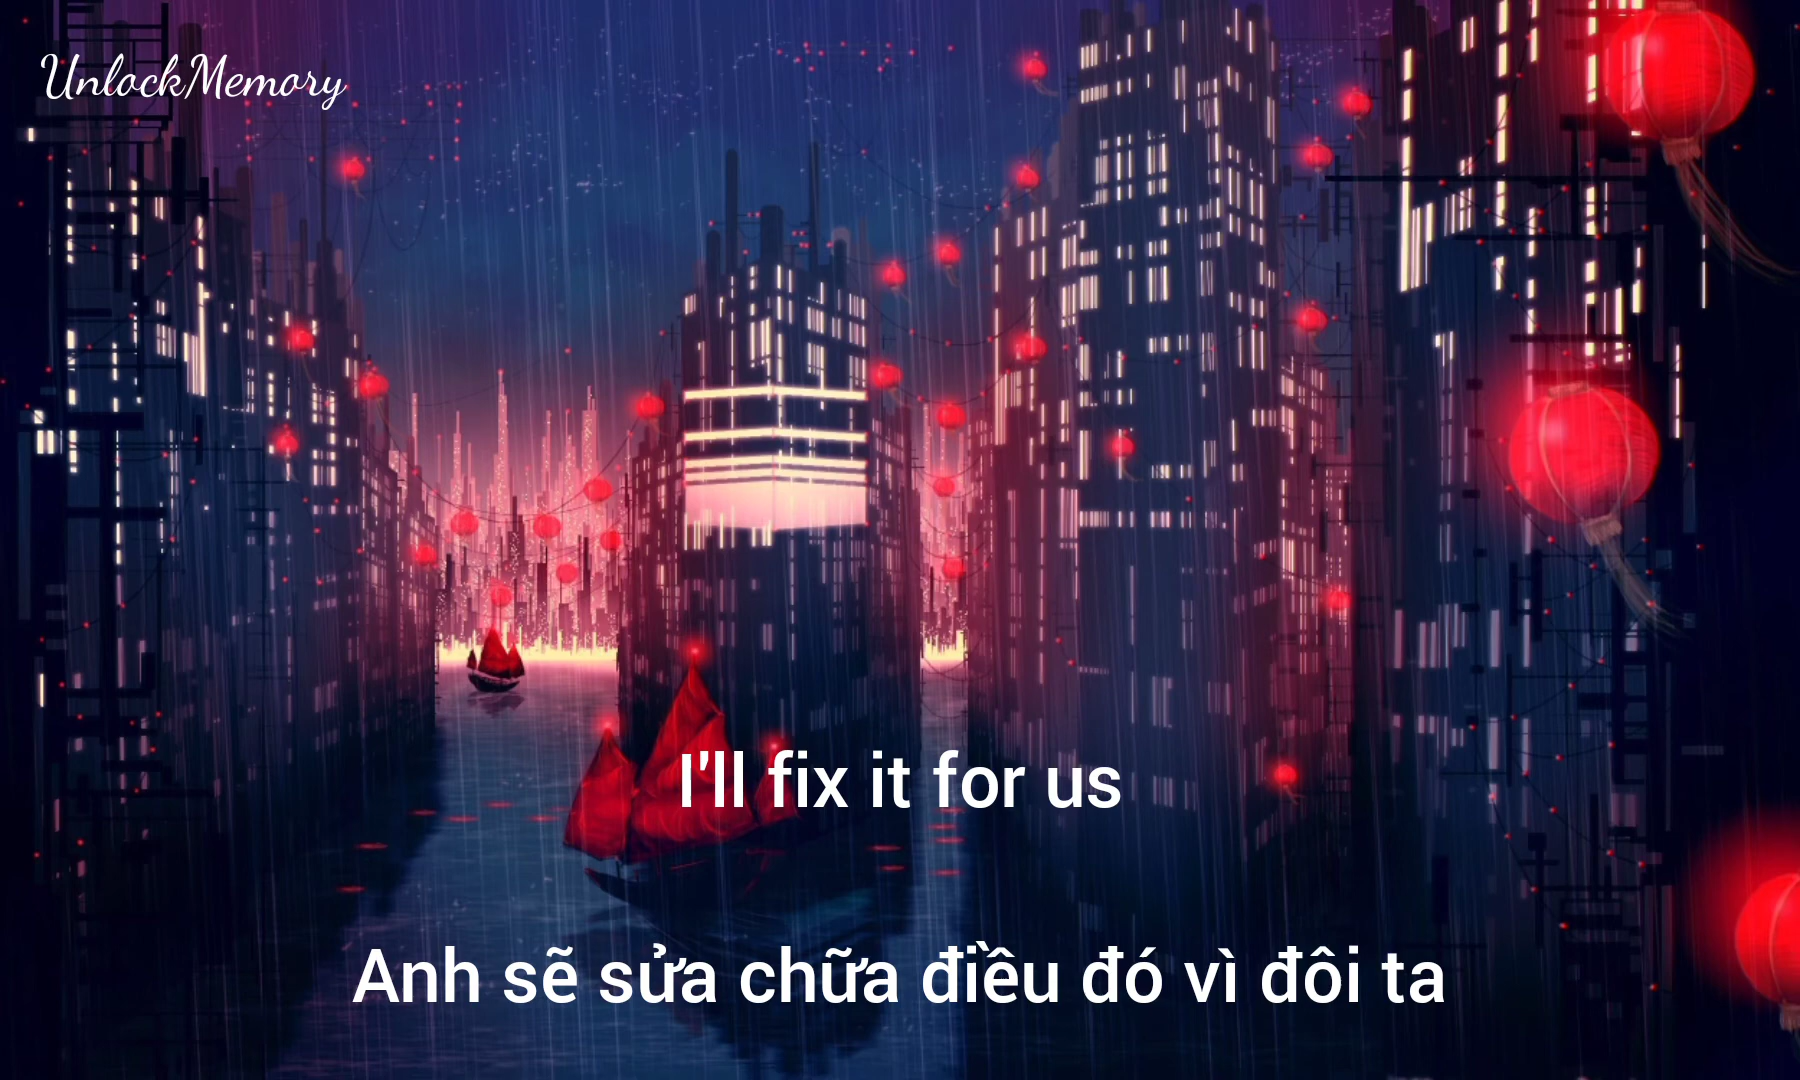 UnlockMemory
I'll fix it for us
Anh sẽ sửa chữa điều đó vì đôi ta